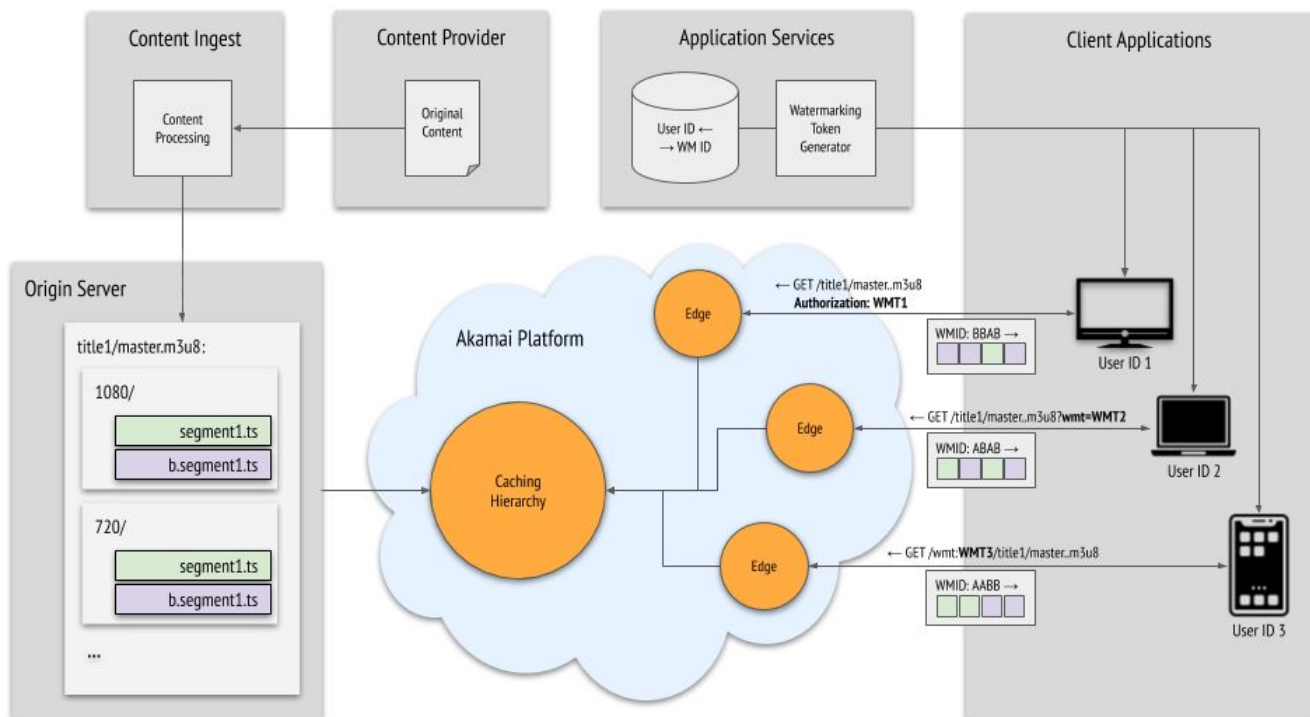 Content Ingest
Content
Processing
Content Provider
Original
Content
Application Services
User ID ←
→ WM ID
Watermarking
Token
Generator
Client Applications
Origin Server
title1/master.m3u8:
1080/
segment1.ts
b.segment1.ts
720/
segment1.ts
b.segment1.ts
...
Akamai Platform
Caching
Hierarchy
Edge
Edge
Edge
← GET /title1/master..m3u8
Authorization: WMT1
WMID: BBAB →
User ID 1
← GET /title1/master..m3u8?wmt=WMT2
WMID: ABAB →
User ID 2
← GET /wmt:WMT3/title1/master..m3u8
WMID: AABB →
User ID 3